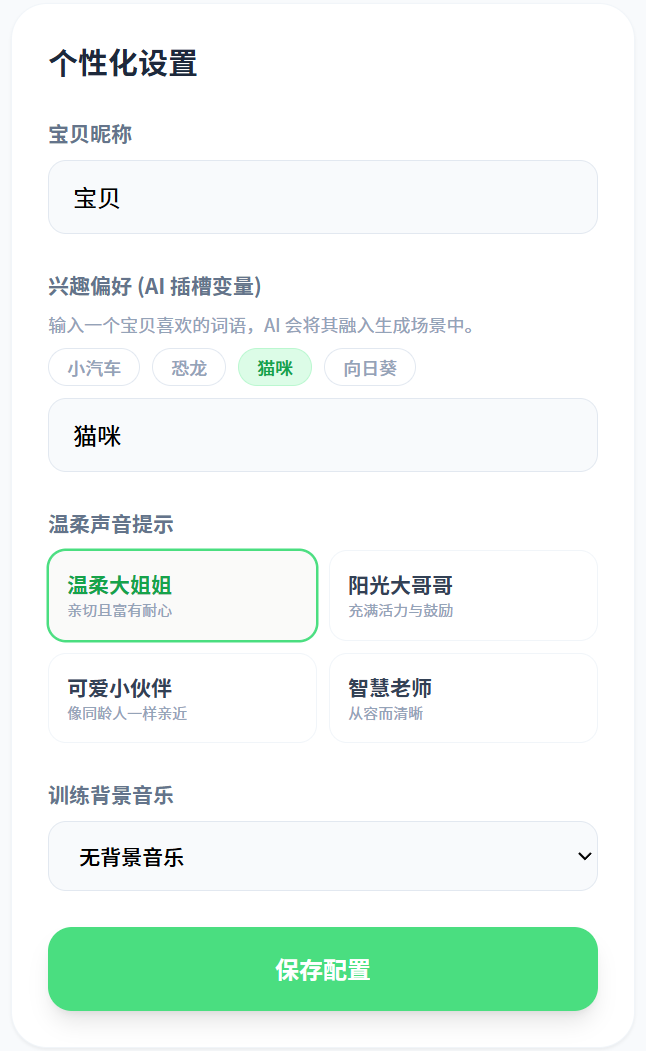 个性化设置
宝贝昵称
宝贝
兴趣偏好 (AI 插槽变量)
输入一个宝贝喜欢的词语，AI 会将其融入生成场景中。
小汽车 恐龙 猫咪 向日葵
猫咪
温柔声音提示
温柔大姐姐 阳光大哥哥
亲切且富有耐心 充满活力与鼓励
可爱小伙伴 智慧老师
像同龄人一样亲近 从容而清晰
训练背景音乐
无背景音乐
保存配置